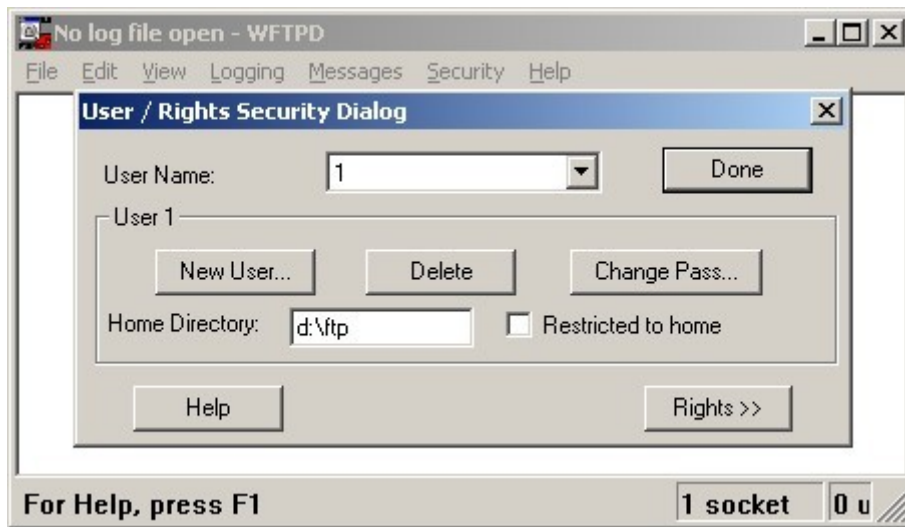 No log file open - WFTPD
File Edit View Logging Messages Security Help
User / Rights Security Dialog
User Name: 1 Done
User 1
New User... Delete Change Pass...
Home Directory: d:\ftp Restricted to home
Help Rights >>
For Help, press F1 1 socket 0 u